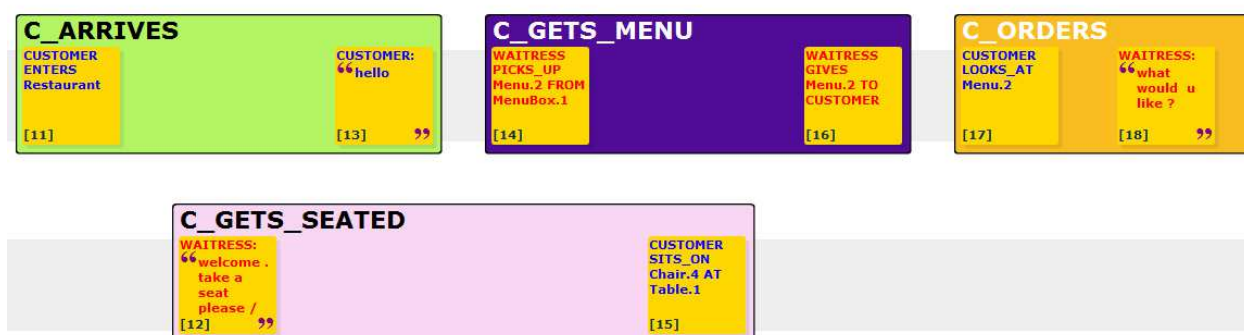 C_ARRIVES
CUSTOMER
ENTERS
Restaurant
[11]
CUSTOMER:
“hello
[13] ”
C_GETS_MENU
WAITRESS
PICKS_UP
Menu.2 FROM
MenuBox.1
[14]
WAITRESS
GIVES
Menu.2 TO
CUSTOMER
[16]
C_ORDERS
CUSTOMER
LOOKS_AT
Menu.2
[17]
WAITRESS:
“what
would u
like ?
[18] ”
C_GETS_SEATED
WAITRESS:
“welcome .
take a
seat
please /
[12] ”
CUSTOMER
SITS_ON
Chair.4 AT
Table.1
[15]